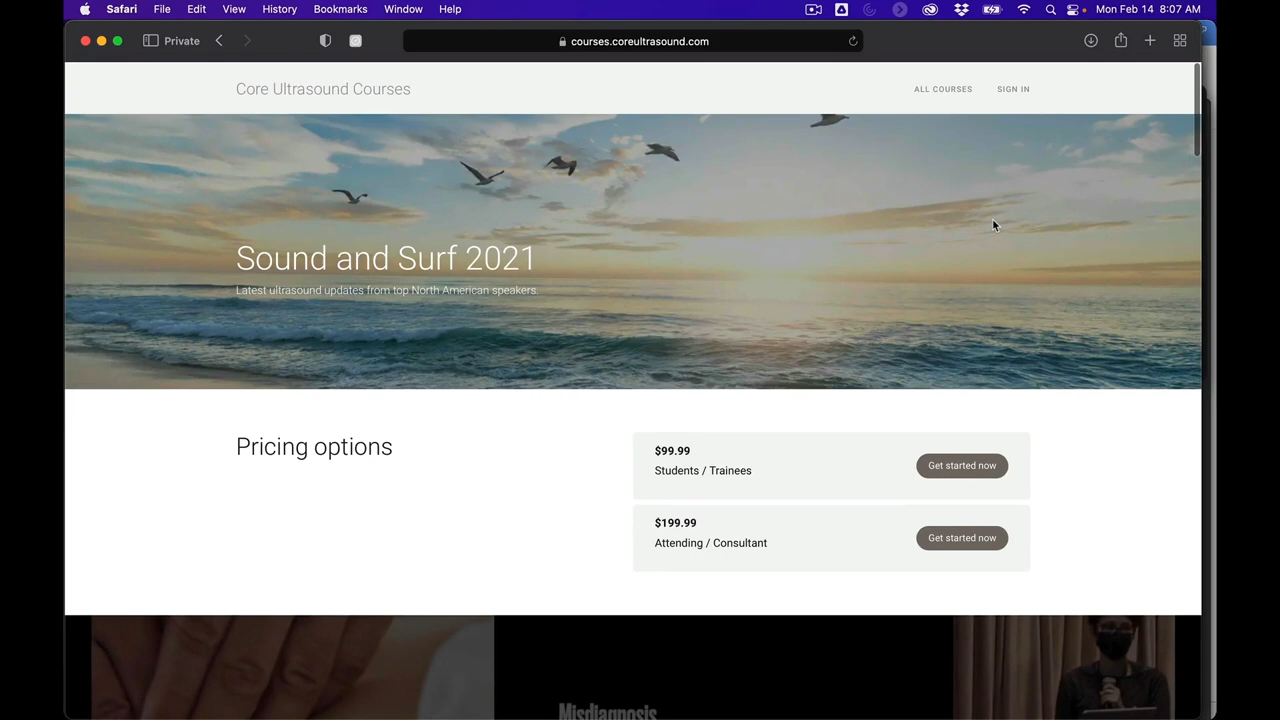 Safari File Edit View History Bookmarks Window Help Mon Feb 14 8:07 AM
Private courses.coreultrasound.com
Core Ultrasound Courses ALL COURSES SIGN IN
Sound and Surf 2021
Latest ultrasound updates from top North American speakers.
Pricing options
$99.99
Students / Trainees
Get started now
$199.99
Attending / Consultant
Get started now
Misdiagnosis